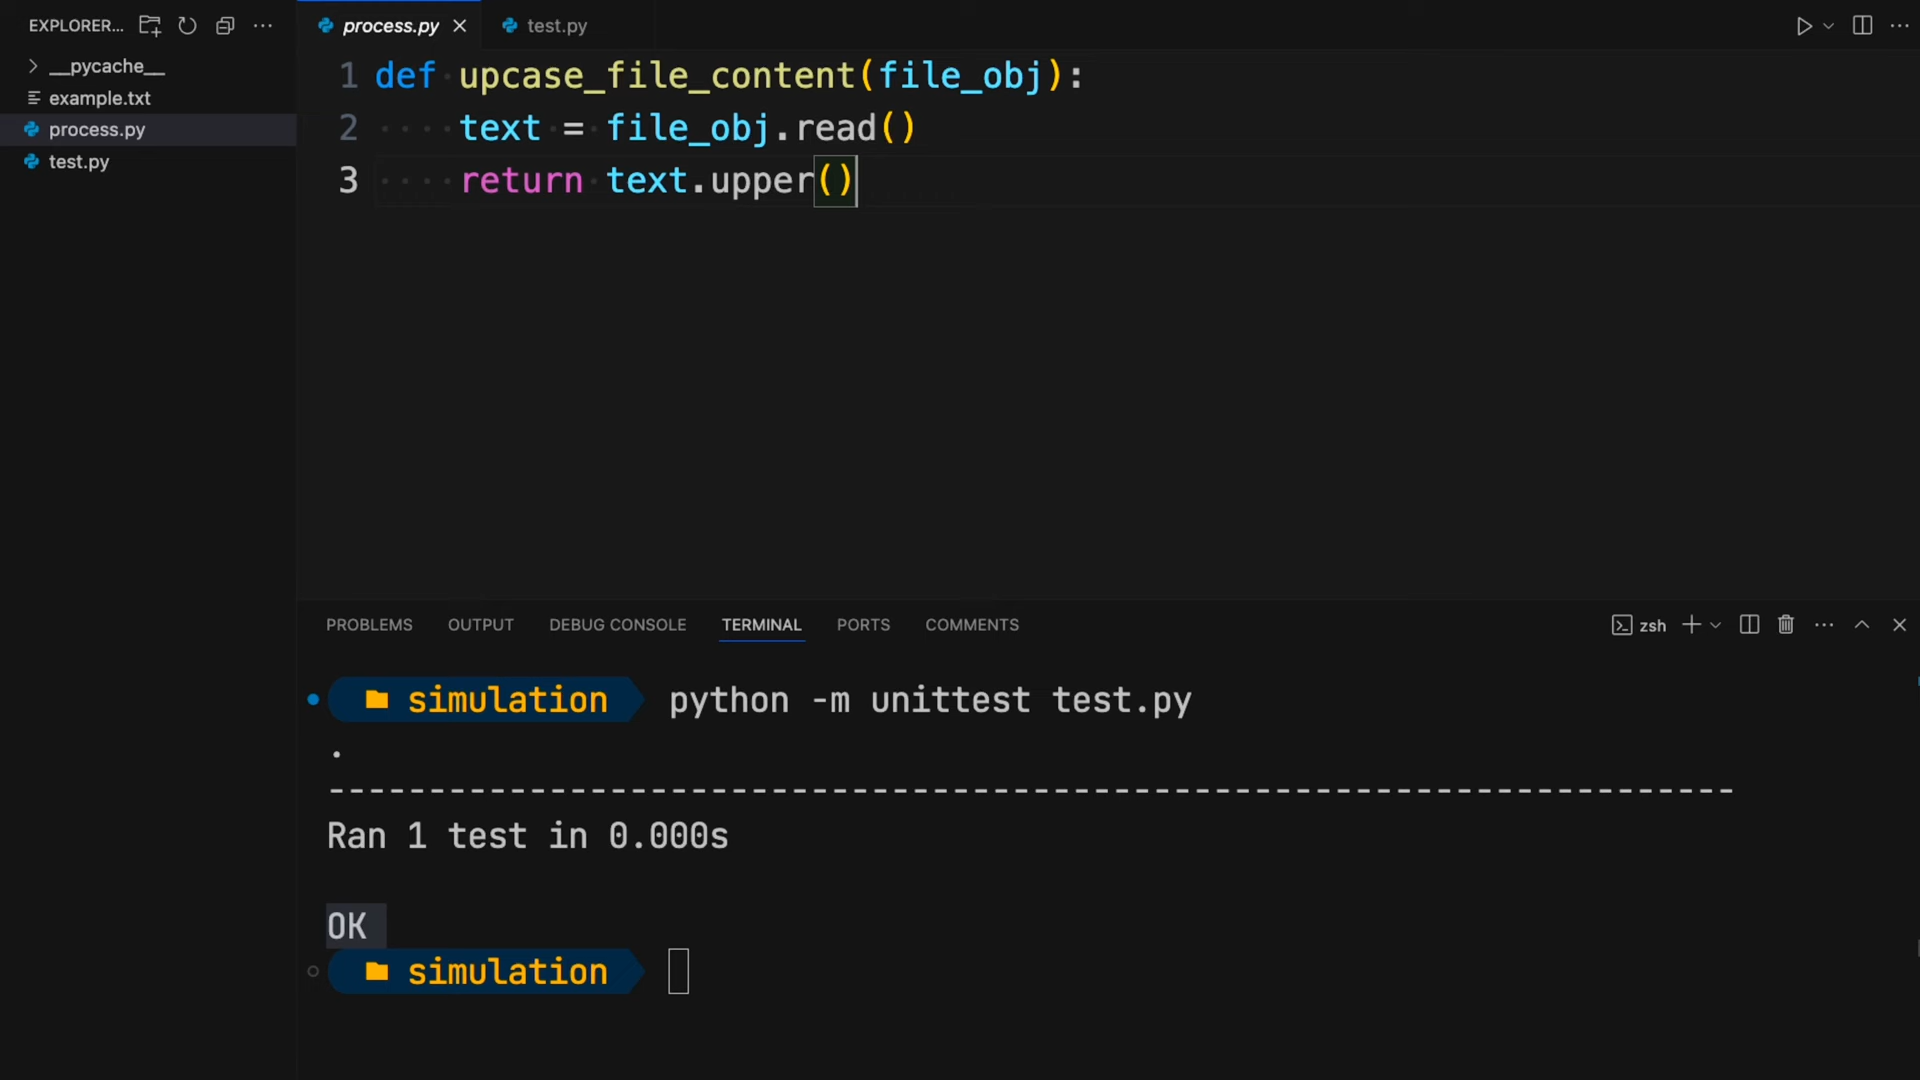 EXPLORER...
__pycache__
example.txt
process.py
test.py
process.py
test.py
1 def upcase_file_content(file_obj):
2 text = file_obj.read()
3 return text.upper()
PROBLEMS OUTPUT DEBUG CONSOLE TERMINAL PORTS COMMENTS
zsh
simulation python -m unittest test.py
.
----------------------------------------------------------------------
Ran 1 test in 0.000s
OK
simulation